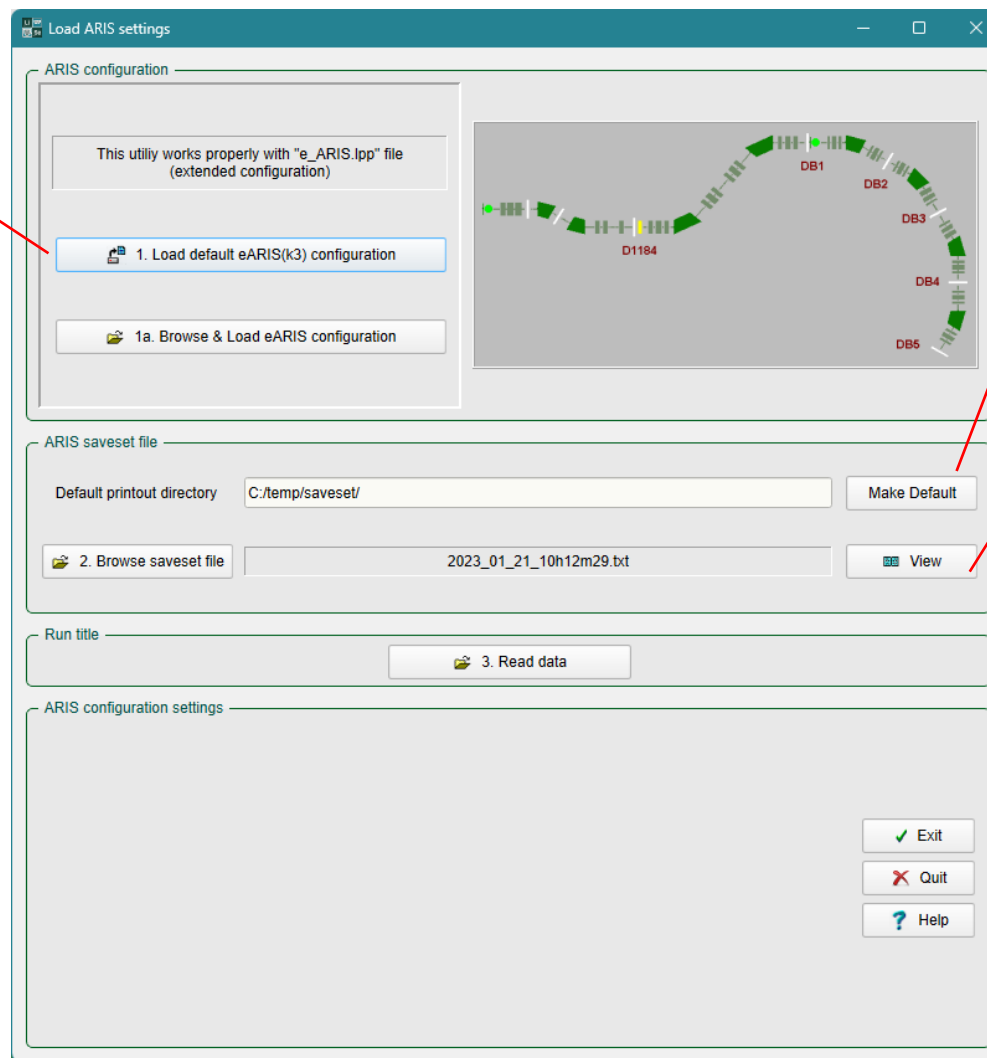 Load ARIS settings
ARIS configuration
This utiliy works properly with "e_ARIS.lpp" file
(extended configuration)
1. Load default eARIS(k3) configuration
1a. Browse & Load eARIS configuration
DB1
DB2
DB3
D1184
DB4
DB5
ARIS saveset file
Default printout directory C:/temp/saveset/ Make Default
2. Browse saveset file 2023_01_21_10h12m29.txt View
Run title
3. Read data
ARIS configuration settings
Exit
Quit
Help